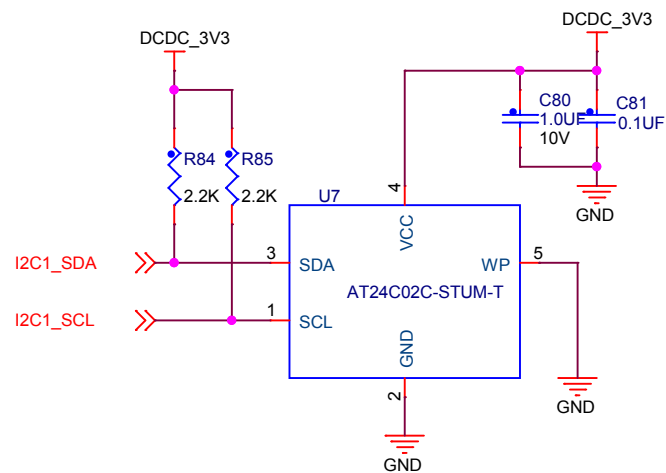 DCDC_3V3
DCDC_3V3
C80
1.0UF
10V
C81
0.1UF
R84
2.2K
R85
2.2K
GND
U7
4
VCC
I2C1_SDA
3
SDA
WP
5
AT24C02C-STUM-T
I2C1_SCL
1
SCL
GND
2
GND
GND